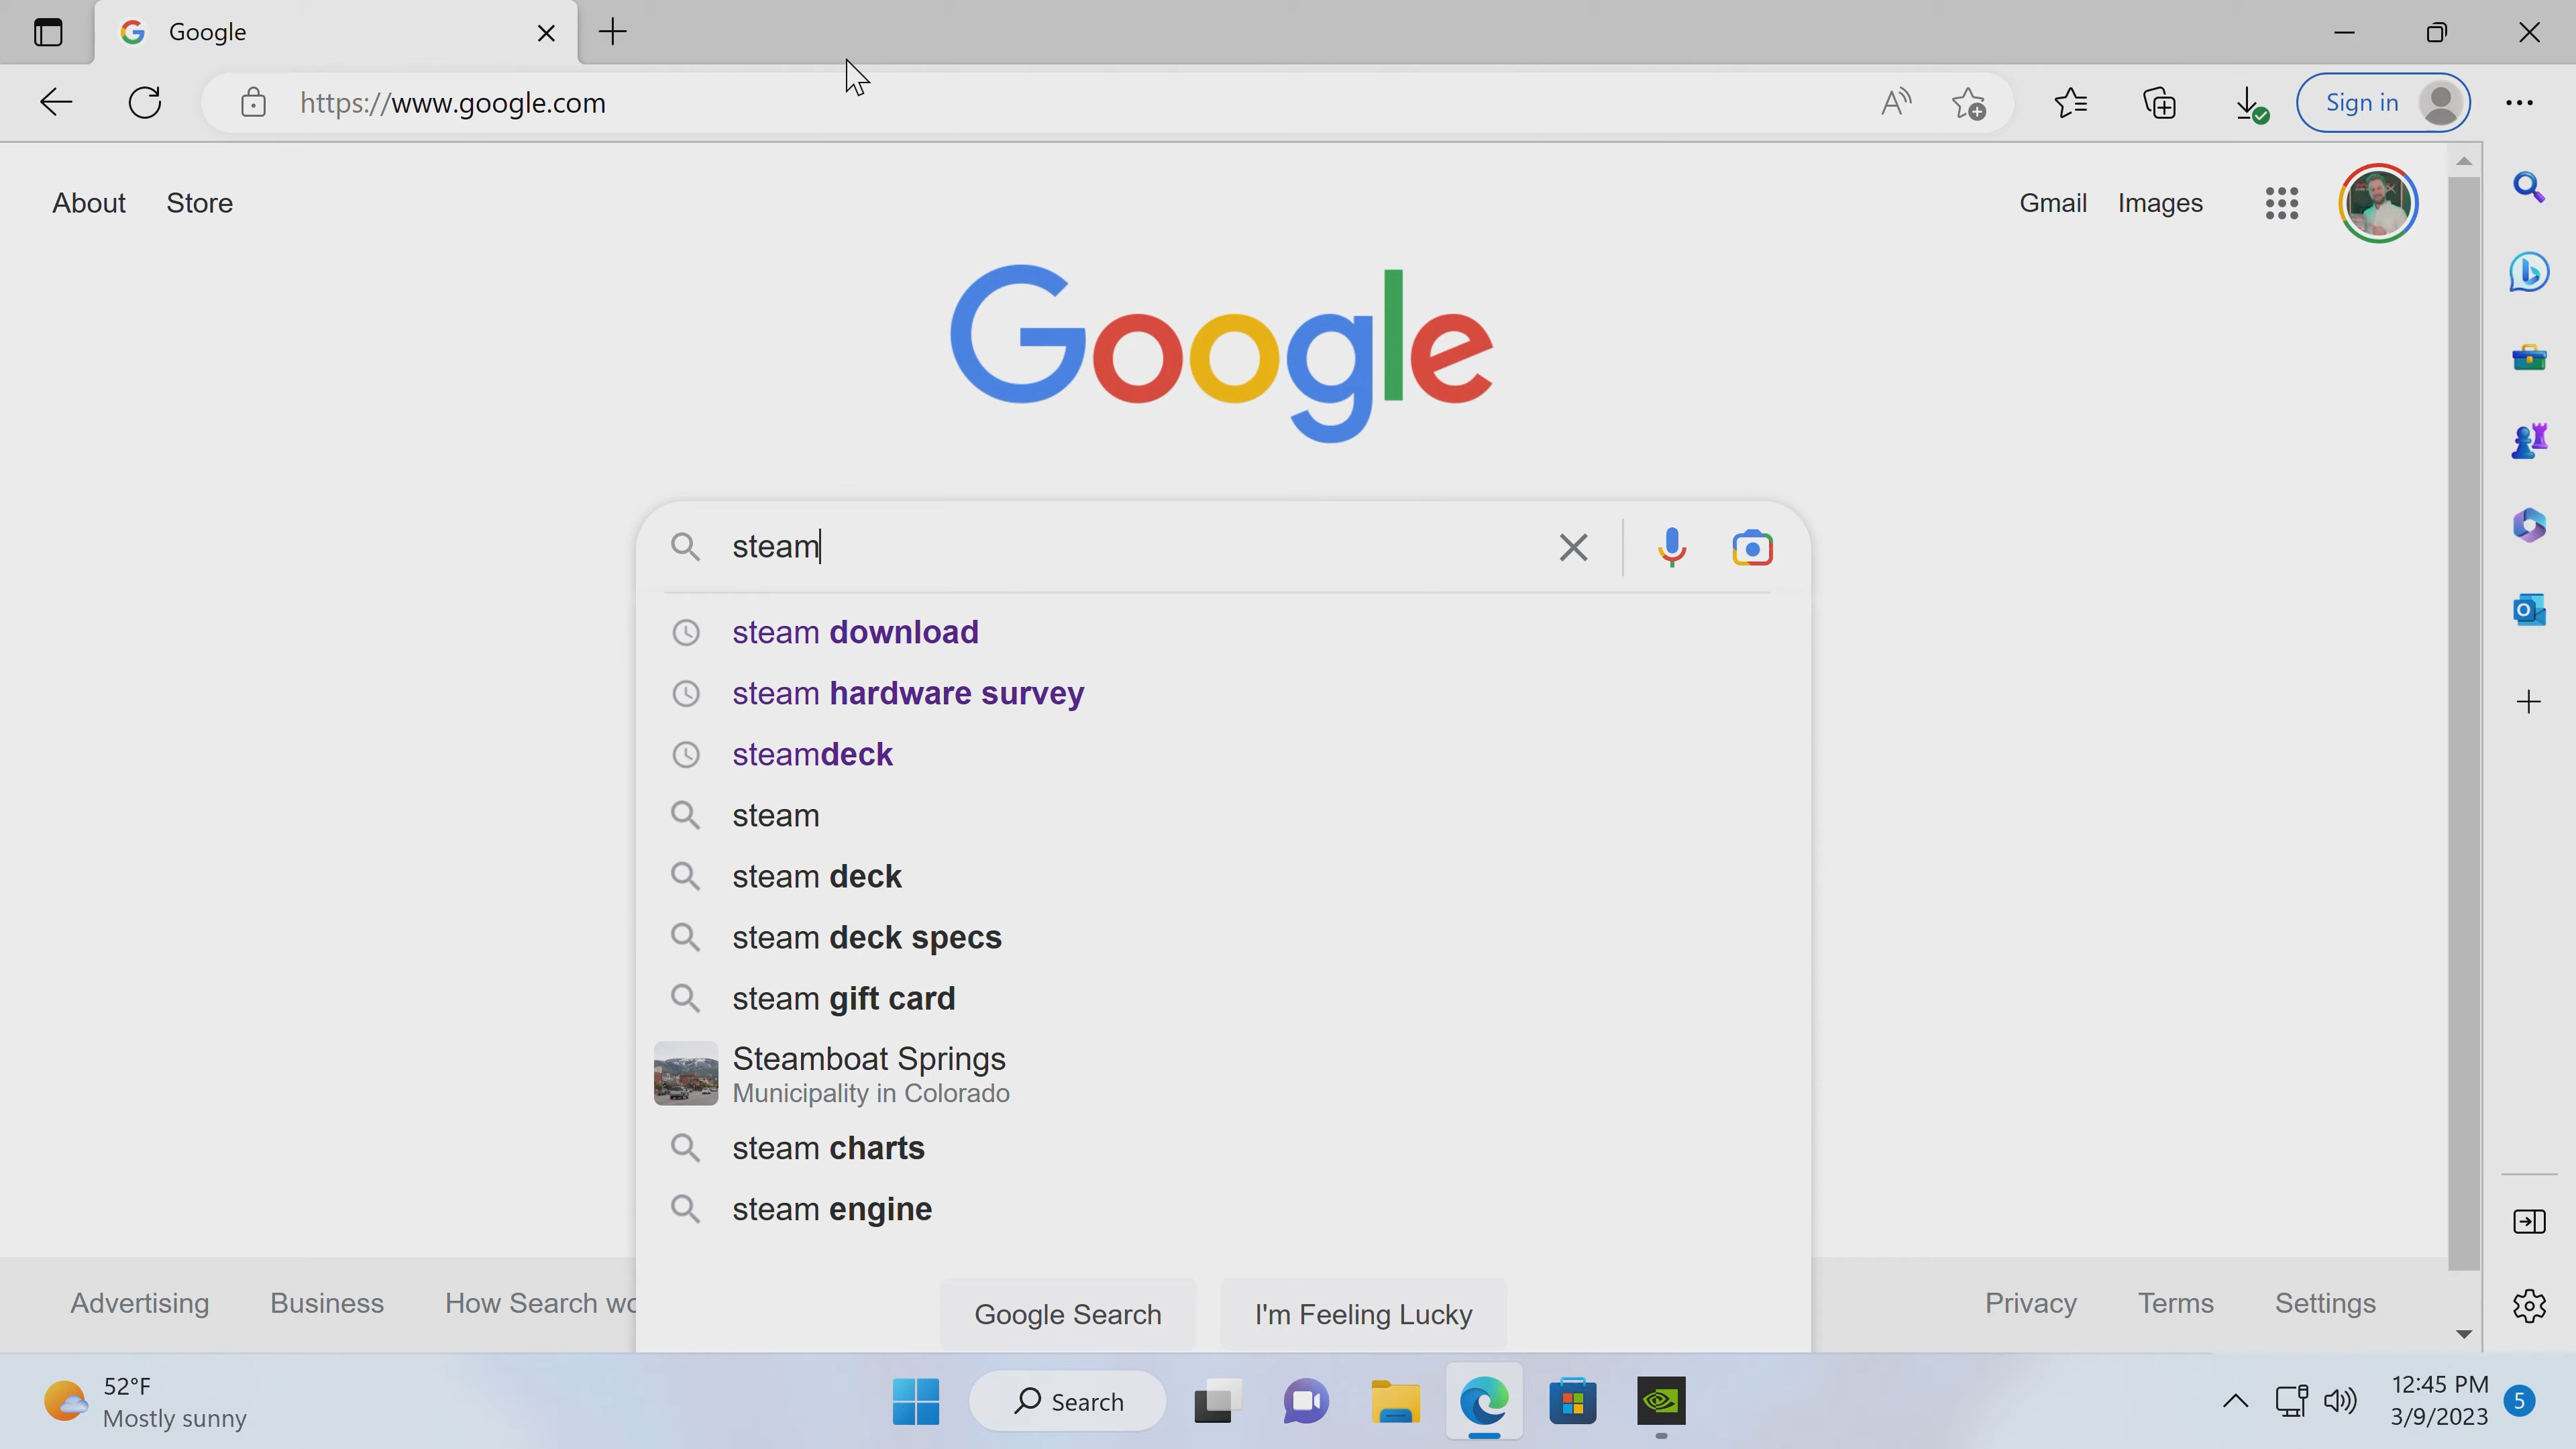 Google
https://www.google.com
Sign in
About Store
Gmail Images
Google
steam
steam download
steam hardware survey
steamdeck
steam
steam deck
steam deck specs
steam gift card
Steamboat Springs
Municipality in Colorado
steam charts
steam engine
Google Search I'm Feeling Lucky
Advertising Business How Search wo
Privacy Terms Settings
52°F
Mostly sunny
Search
12:45 PM
3/9/2023
5